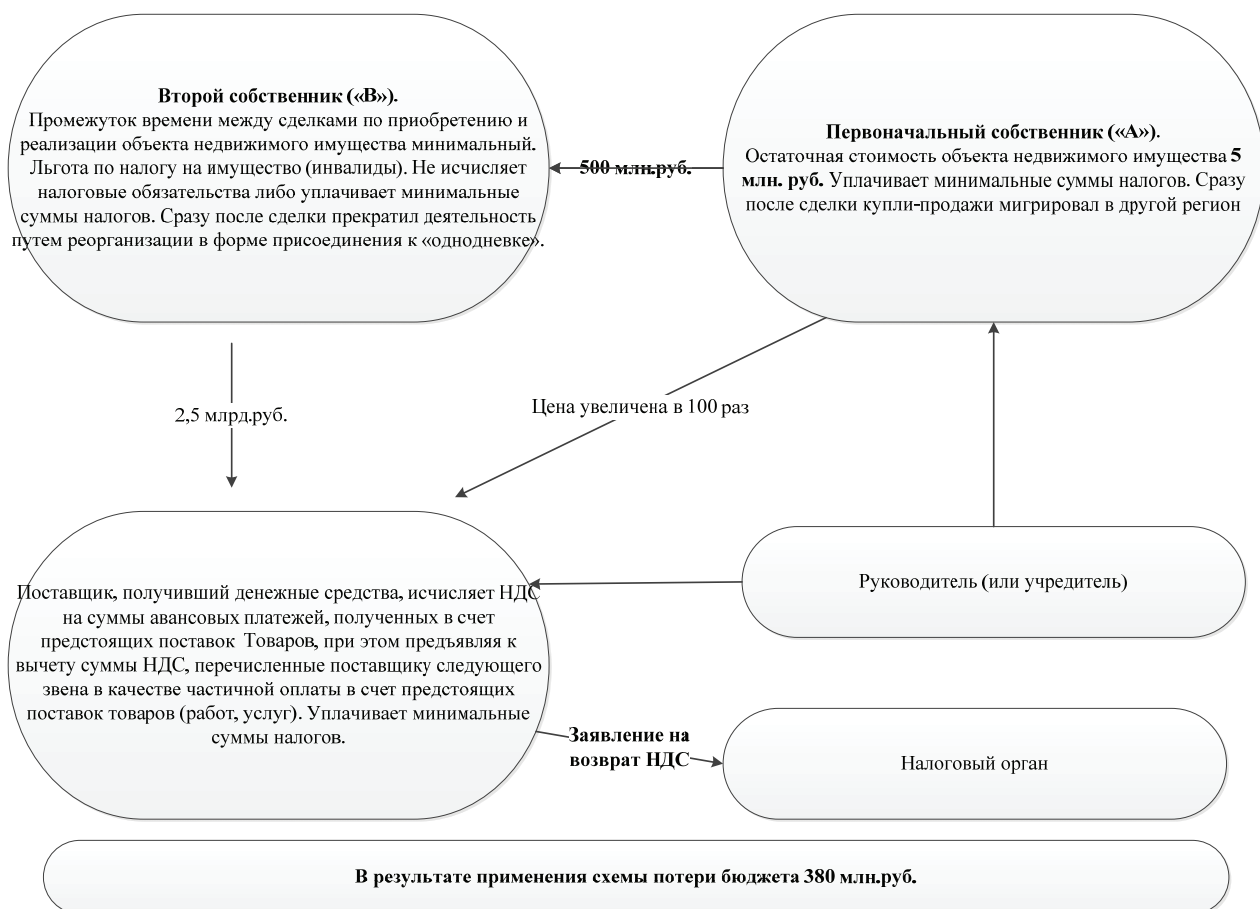 Второй собственник («В»).
Промежуток времени между сделками по приобретению и
реализации объекта недвижимого имущества минимальный.
Льгота по налогу на имущество (инвалиды). Не исчисляет
налоговые обязательства либо уплачивает минимальные
суммы налогов. Сразу после сделки прекратил деятельность
путем реорганизации в форме присоединения к «однодневке».
500 млн.руб.
Первоначальный собственник («А»).
Остаточная стоимость объекта недвижимого имущества 5
млн. руб. Уплачивает минимальные суммы налогов. Сразу
после сделки купли-продажи мигрировал в другой регион
2,5 млрд.руб.
Цена увеличена в 100 раз
Поставщик, получивший денежные средства, исчисляет НДС
на суммы авансовых платежей, полученных в счет
предстоящих поставок Товаров, при этом предъявляя к
вычету суммы НДС, перечисленные поставщику следующего
звена в качестве частичной оплаты в счет предстоящих
поставок товаров (работ, услуг). Уплачивает минимальные
суммы налогов.
Руководитель (или учредитель)
Заявление на
возврат НДС
Налоговый орган
В результате применения схемы потери бюджета 380 млн.руб.